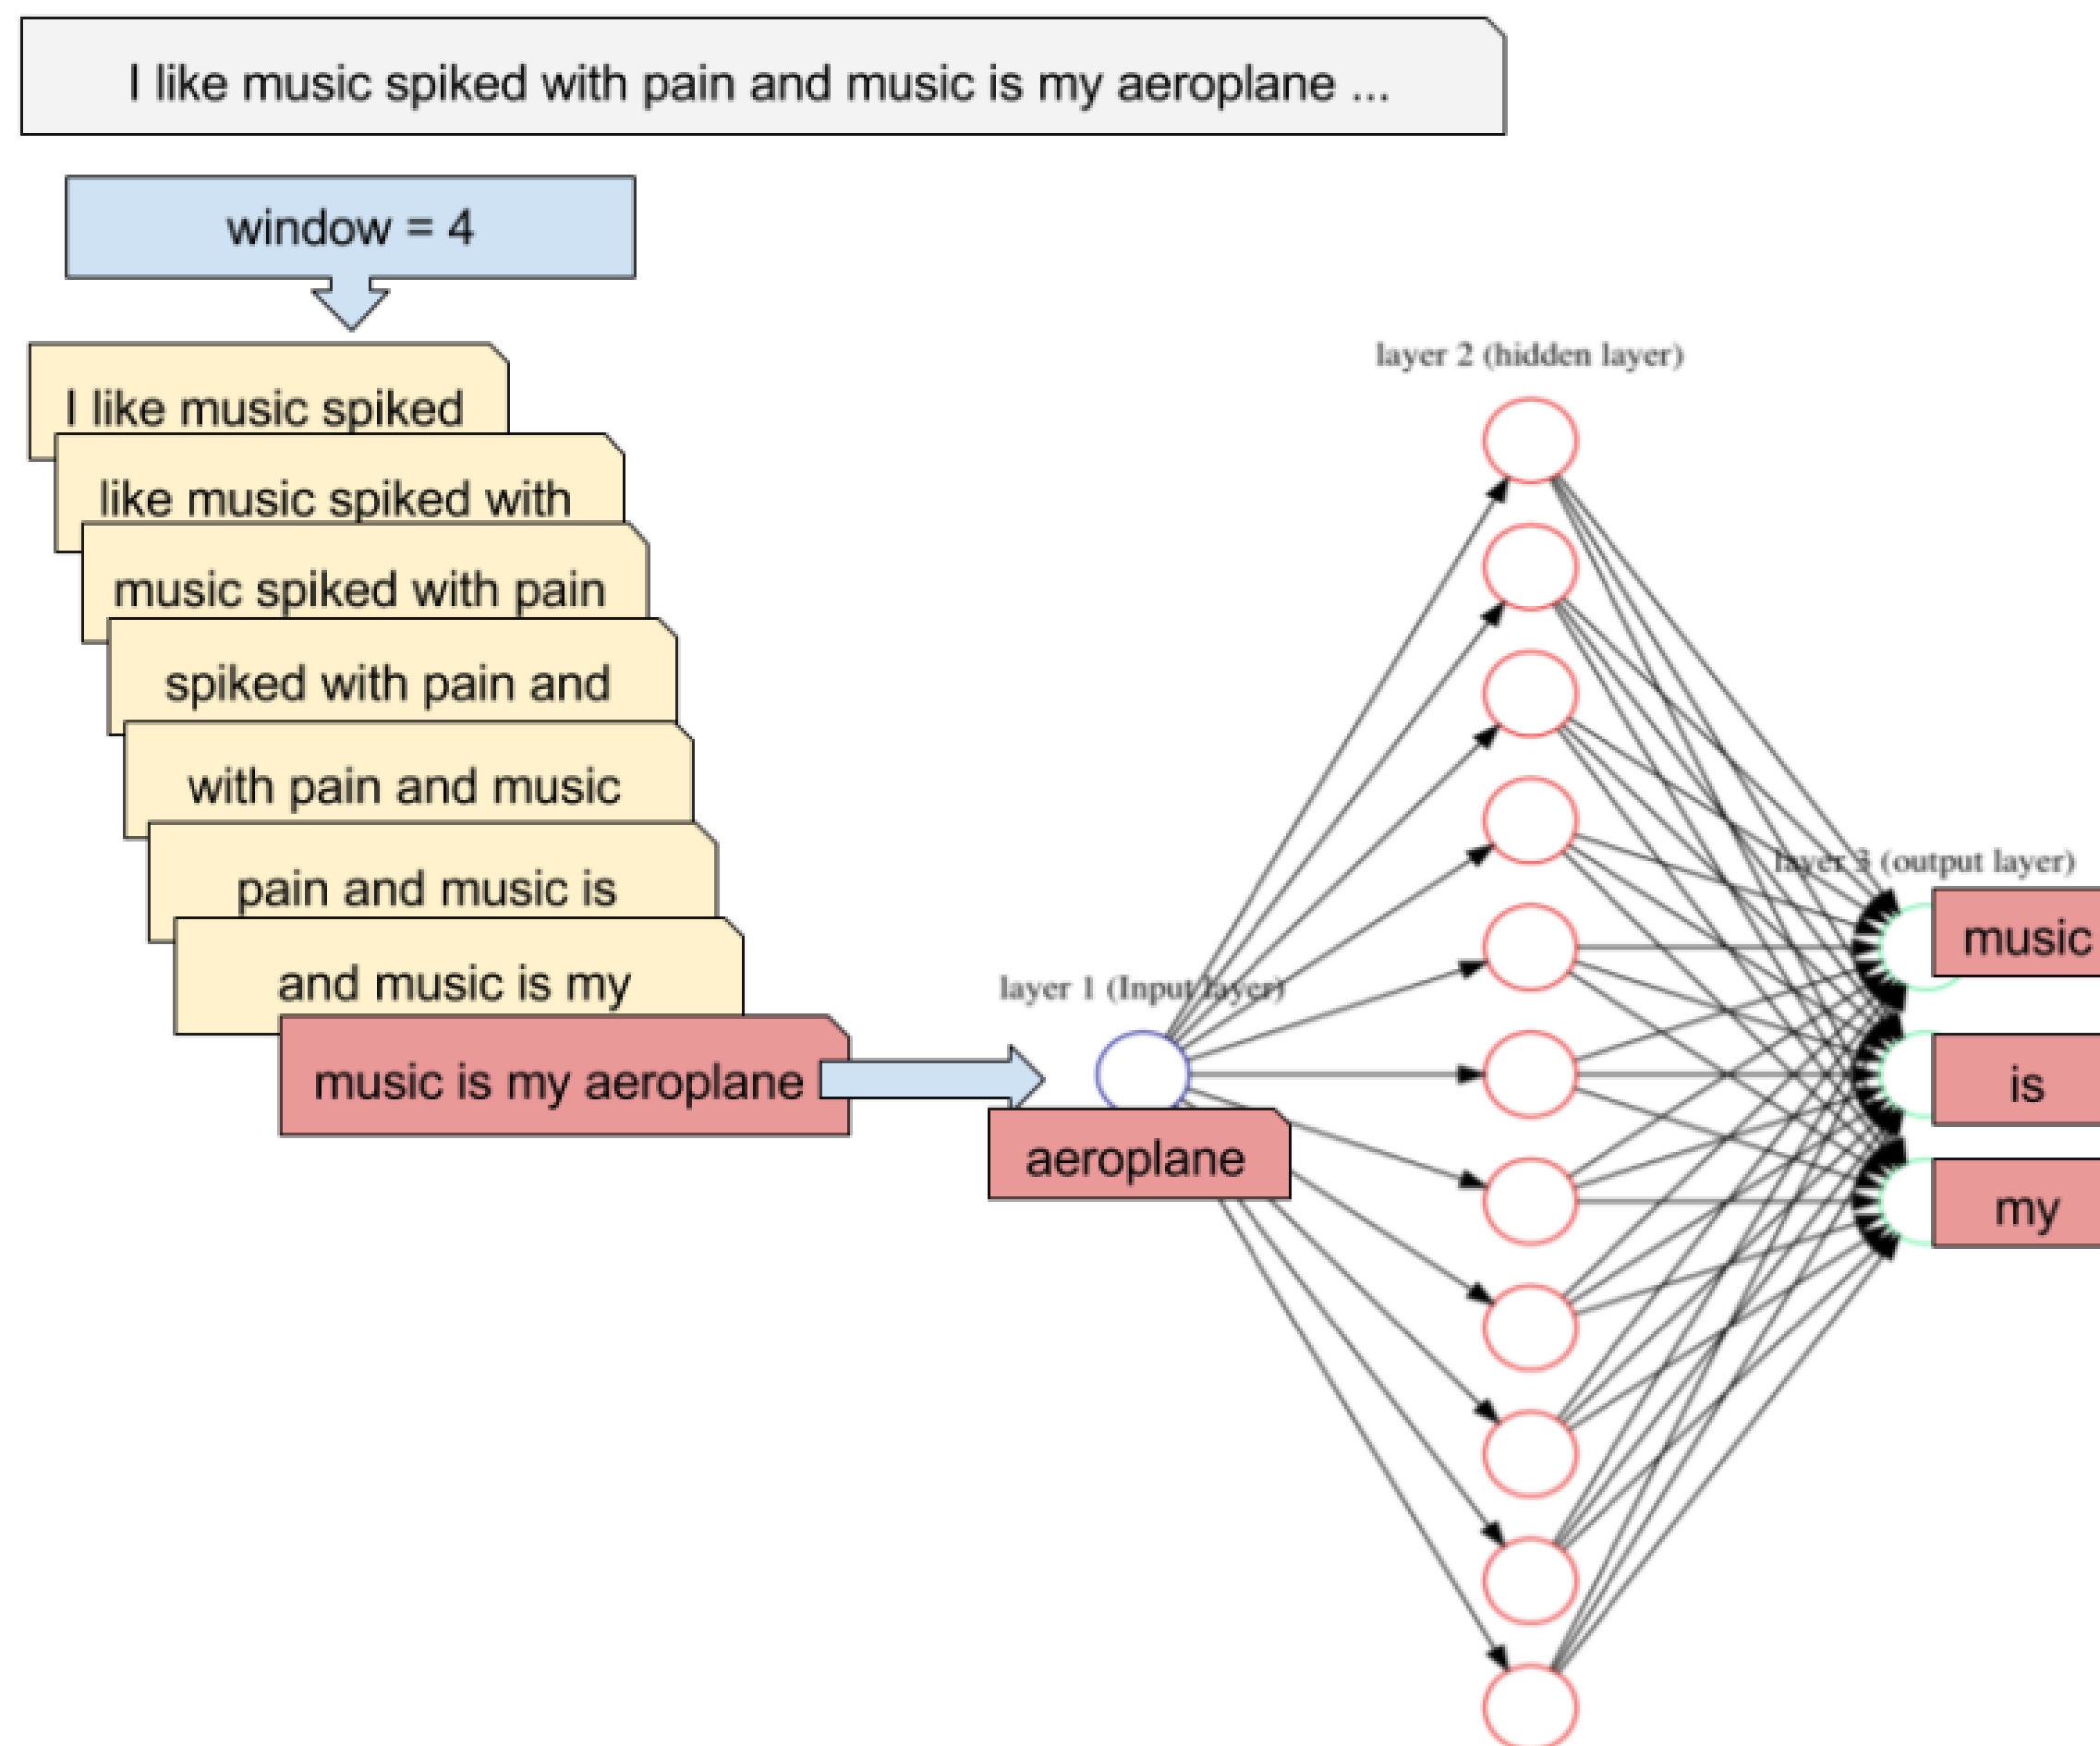 I like music spiked with pain and music is my aeroplane ...
window = 4
I like music spiked
like music spiked with
music spiked with pain
spiked with pain and
with pain and music
pain and music is
and music is my
music is my aeroplane
layer 1 (Input layer)
aeroplane
layer 2 (hidden layer)
layer 3 (output layer)
music
is
my